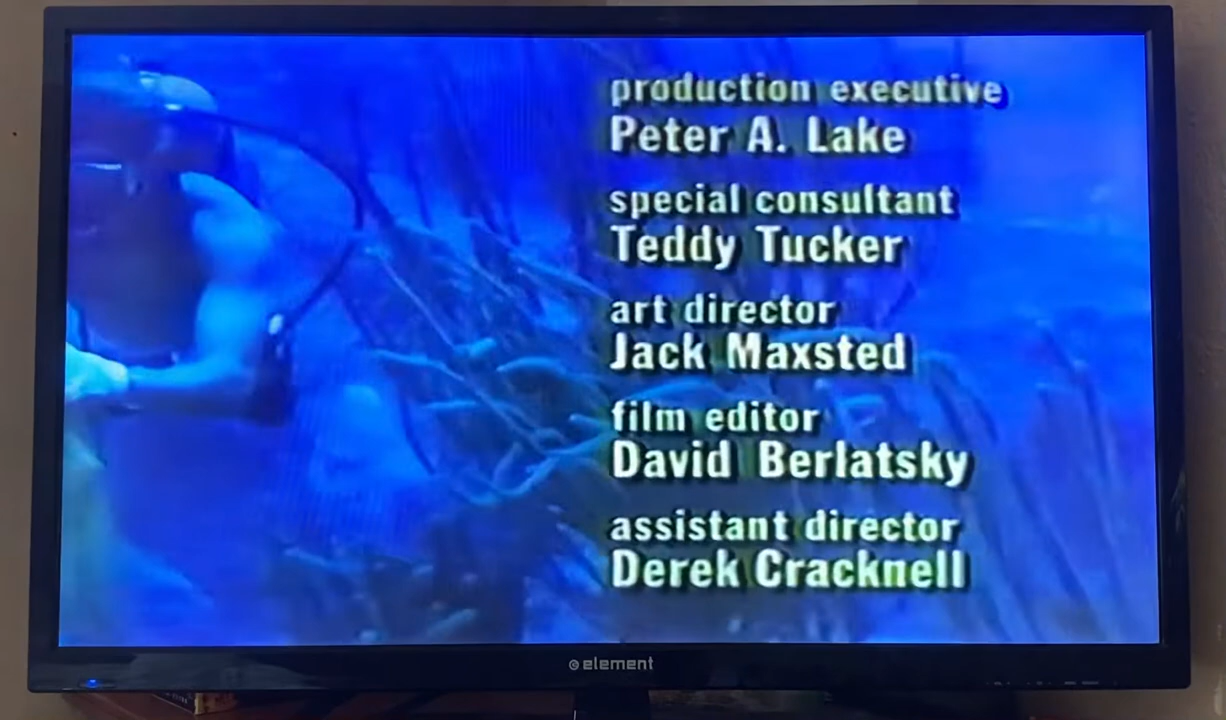 production executive
Peter A. Lake
special consultant
Teddy Tucker
art director
Jack Maxsted
film editor
David Berlatsky
assistant director
Derek Cracknell
element